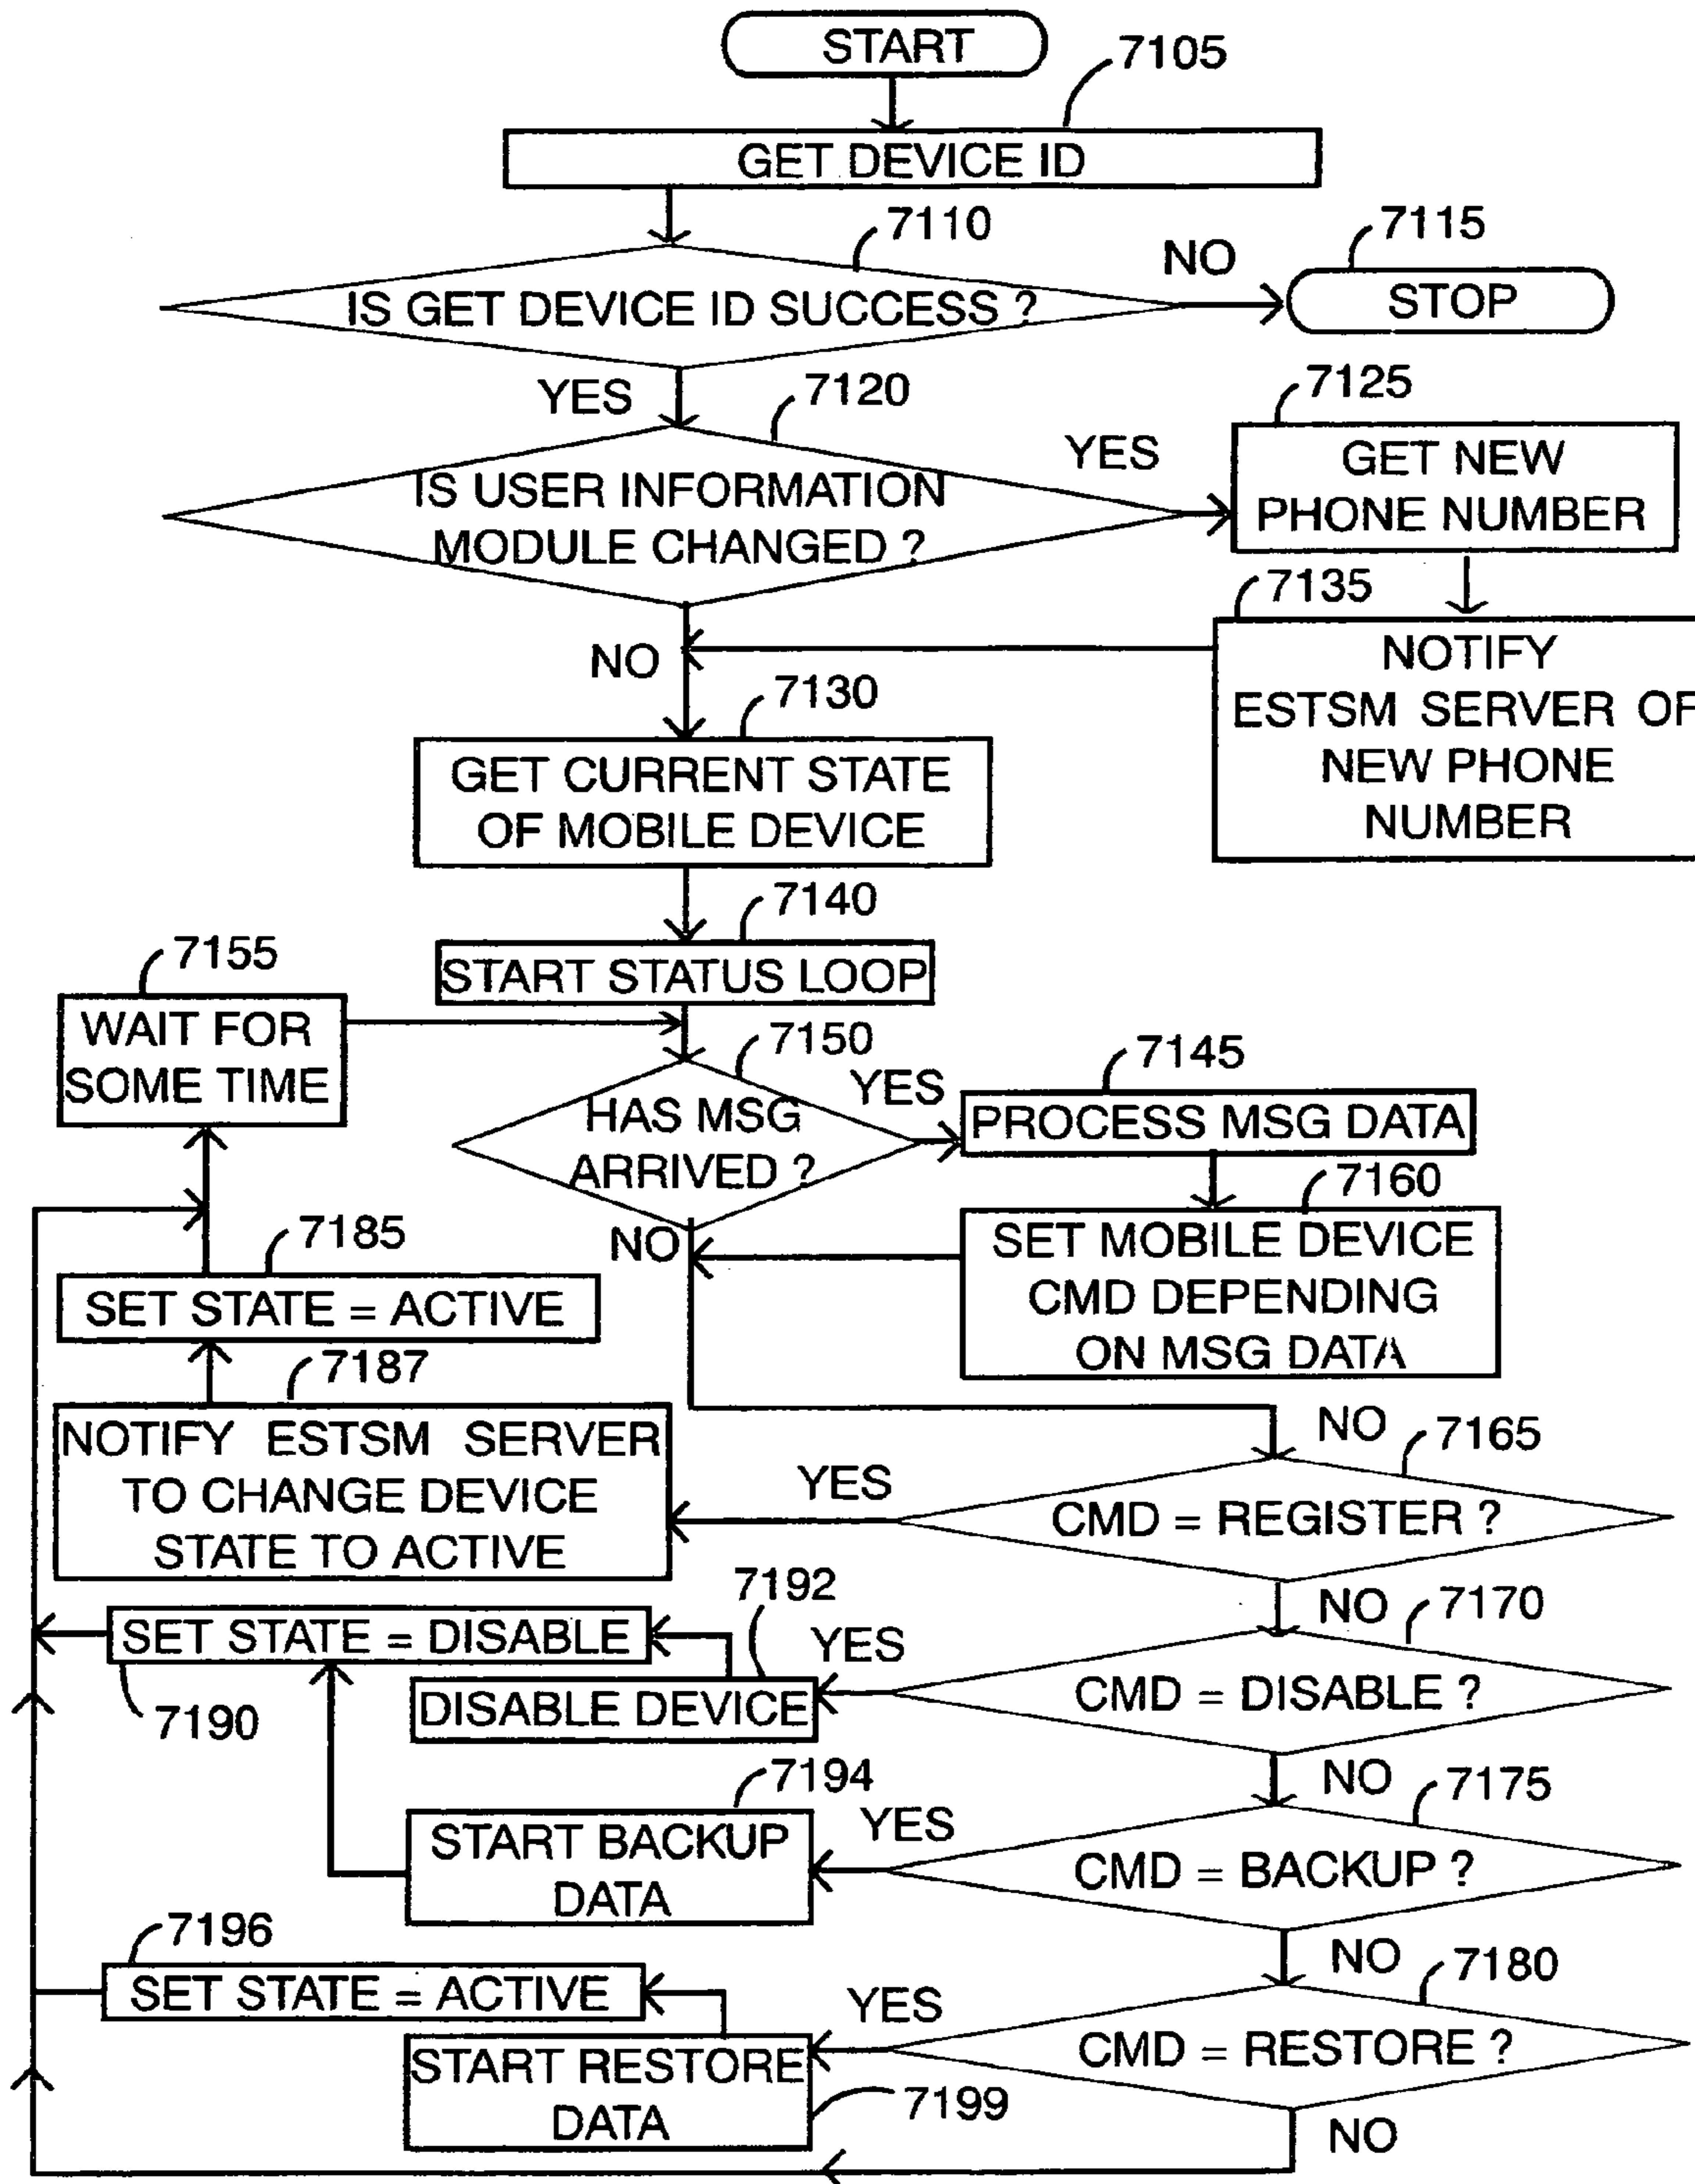 START
7105
GET DEVICE ID
7110
IS GET DEVICE ID SUCCESS ?
NO
7115
STOP
YES
7120
IS USER INFORMATION
MODULE CHANGED ?
YES
7125
GET NEW
PHONE NUMBER
7135
NOTIFY
ESTSM SERVER OF
NEW PHONE
NUMBER
NO
7130
GET CURRENT STATE
OF MOBILE DEVICE
7140
START STATUS LOOP
7155
WAIT FOR
SOME TIME
7150
HAS MSG
ARRIVED ?
YES
7145
PROCESS MSG DATA
7160
SET MOBILE DEVICE
CMD DEPENDING
ON MSG DATA
NO
7185
SET STATE = ACTIVE
7187
NOTIFY ESTSM SERVER
TO CHANGE DEVICE
STATE TO ACTIVE
NO
7165
YES
CMD = REGISTER ?
7192
NO
7170
SET STATE = DISABLE
YES
7190
DISABLE DEVICE
CMD = DISABLE ?
7194
NO
7175
START BACKUP
DATA
YES
CMD = BACKUP ?
7196
NO
7180
SET STATE = ACTIVE
YES
CMD = RESTORE ?
START RESTORE
DATA
7199
NO